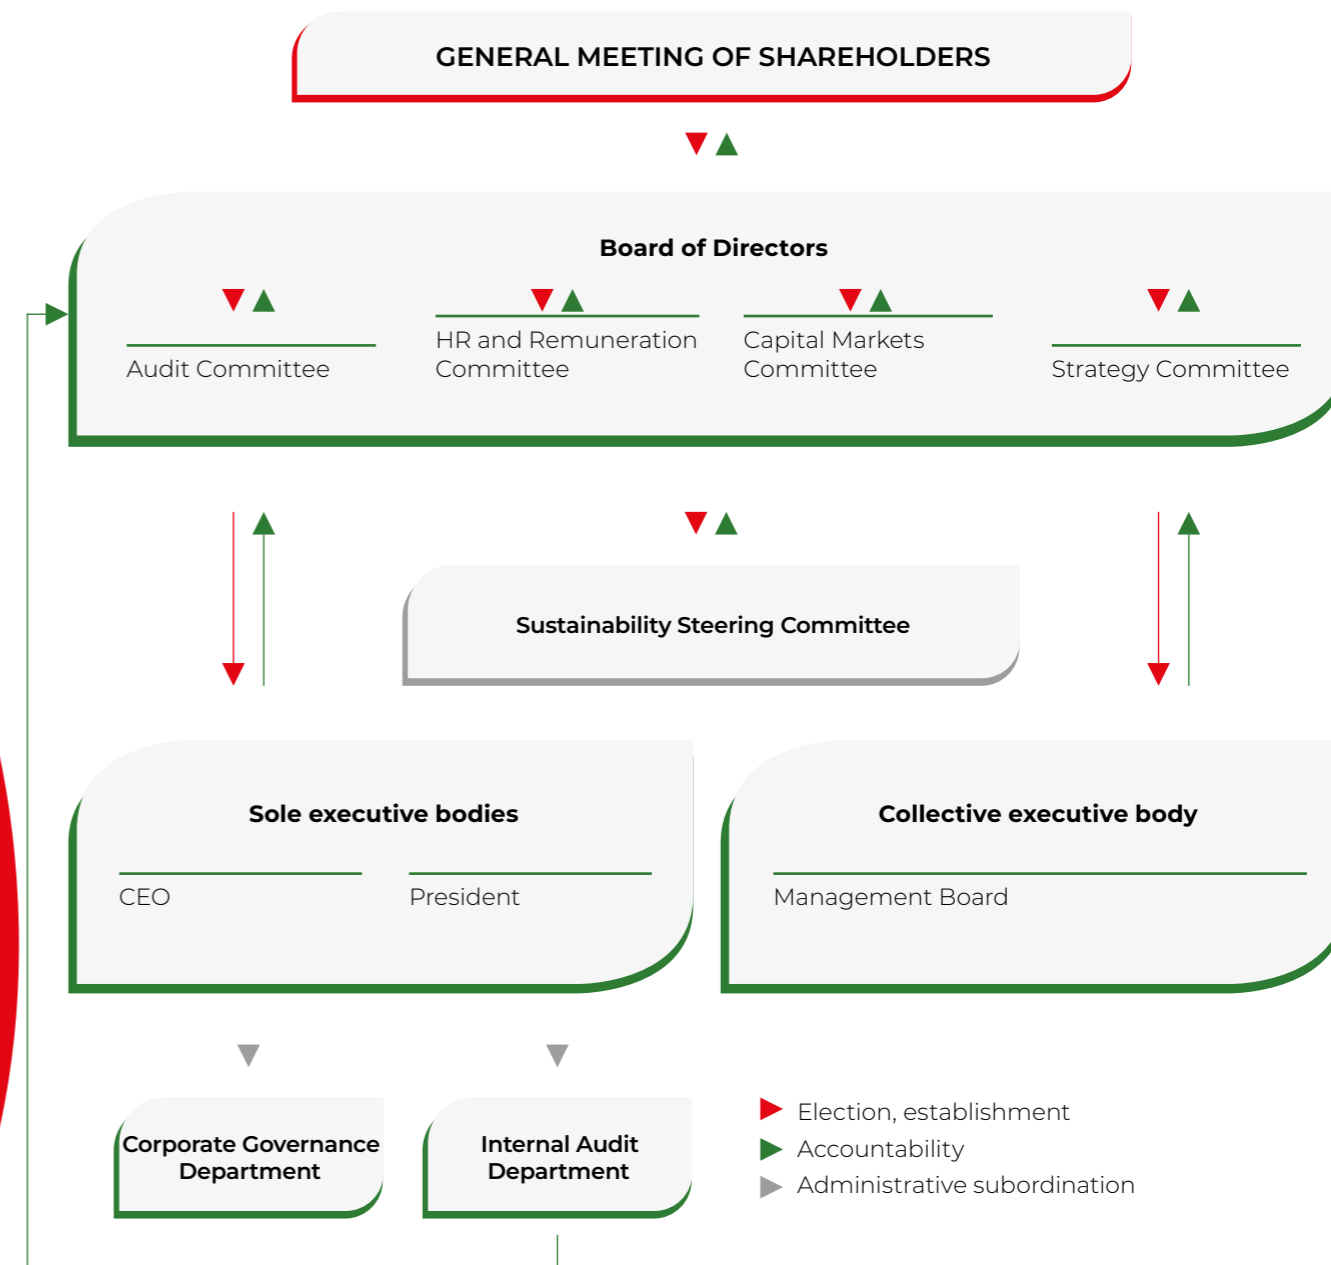 GENERAL MEETING OF SHAREHOLDERS
Board of Directors
Audit Committee
HR and Remuneration
Committee
Capital Markets
Committee
Strategy Committee
Sustainability Steering Committee
Sole executive bodies
CEO
President
Collective executive body
Management Board
Corporate Governance
Department
Internal Audit
Department
Election, establishment
Accountability
Administrative subordination